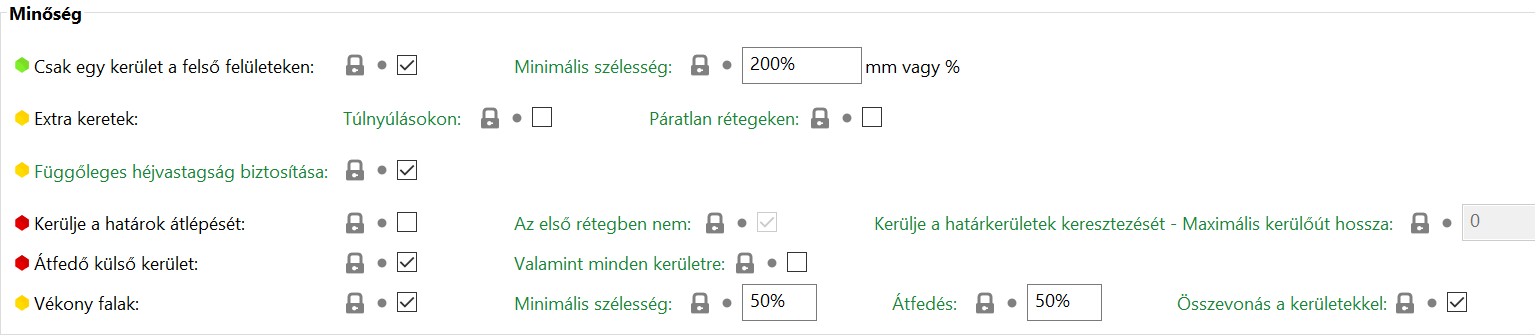 Minőség
Csak egy kerület a felső felületeken: Minimális szélesség: 200% mm vagy %
Extra keretek: Túlnyúlásokon: Páratlan rétegeken:
Függőleges héjvastagság biztosítása:
Kerülje a határok átlépését: Az első rétegben nem: Kerülje a határkerületek keresztezését - Maximális kerülőút hossza: 0
Átfedő külső kerület: Valamint minden kerületre:
Vékony falak: Minimális szélesség: 50% Átfedés: 50% Összevonás a kerületekkel: